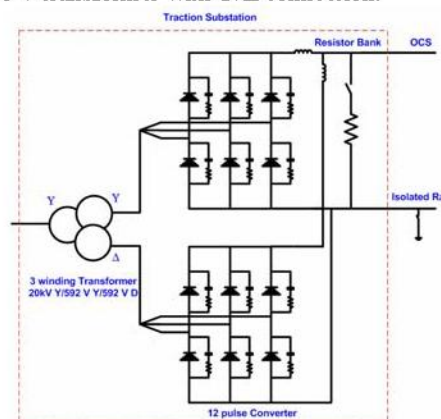 Traction Substation
Resistor Bank
OCS
Y
Y
Δ
Isolated Ra
3 winding Transformer
20kV Y/592 V Y/592 V D
12 pulse Converter